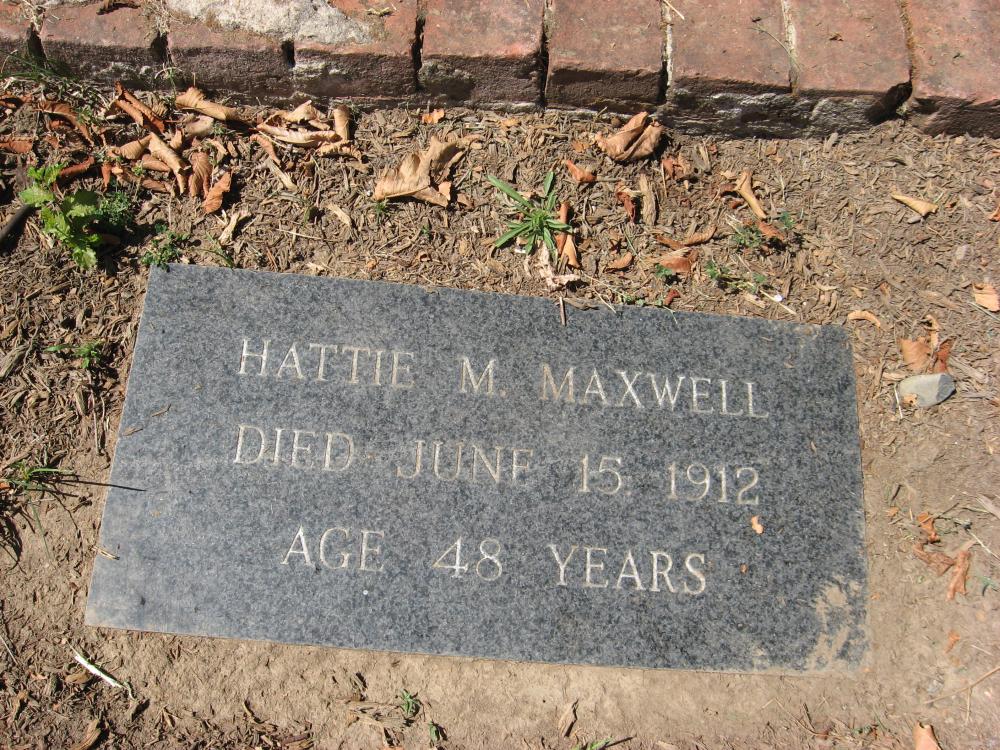 HATTIE M. MAXWELL
DIED JUNE 15, 1912
AGE 48 YEARS